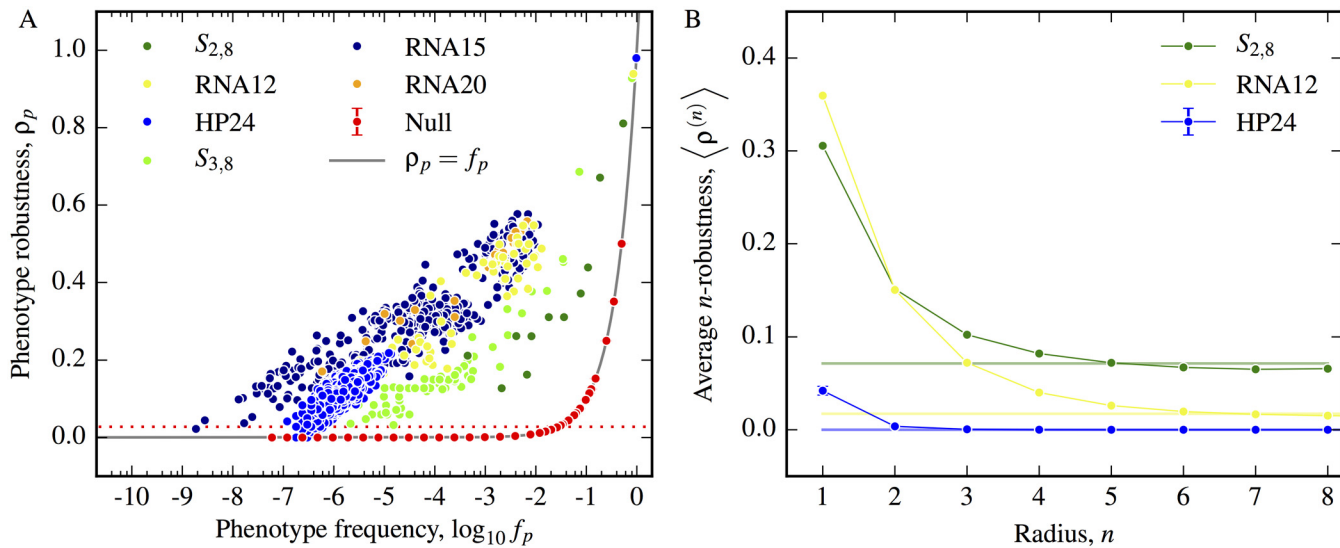 A
S₂,₈
RNA12
HP24
S₃,₈
RNA15
RNA20
Null
ρₚ = fₚ
Phenotype robustness, ρₚ
1.0
0.8
0.6
0.4
0.2
0.0
-10 -9 -8 -7 -6 -5 -4 -3 -2 -1 0
Phenotype frequency, log₁₀ fₚ
B
S₂,₈
RNA12
HP24
Average n-robustness, ⟨ρ⁽ⁿ⁾⟩
0.4
0.3
0.2
0.1
0.0
1 2 3 4 5 6 7 8
Radius, n